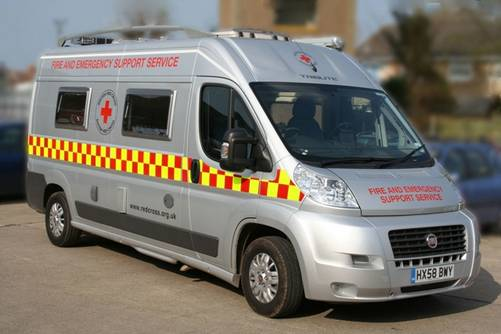 FIRE AND EMERGENCY SUPPORT SERVICE
TRIBUTE
www.redcross.org.uk
FIRE AND EMERGENCY
SUPPORT SERVICE
HX58 BWY